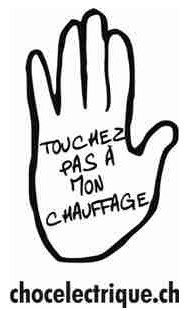 TOUCHEZ
PAS À
MON
CHAUFFAGE
chocelectrique.ch